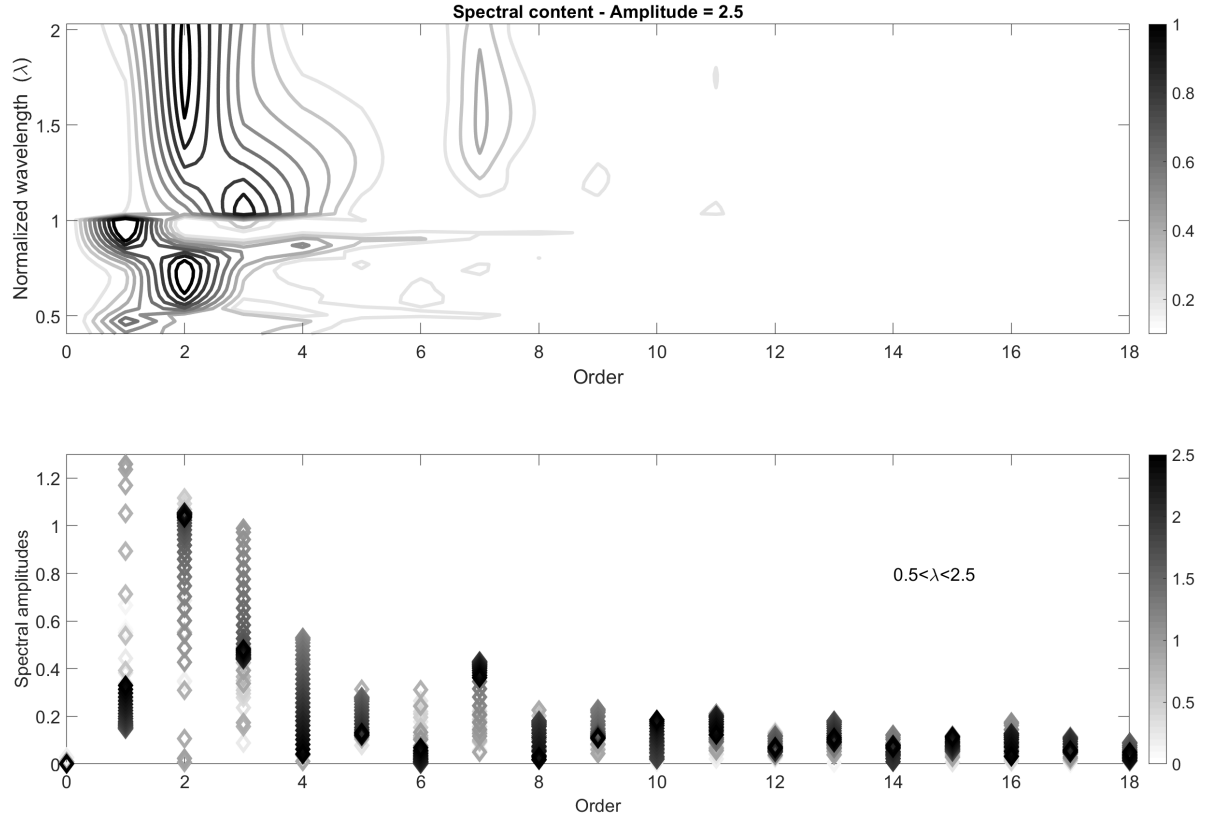 Spectral content - Amplitude = 2.5
Normalized wavelength (λ)
2
1.5
1
0.5
0 2 4 6 8 10 12 14 16 18
Order
1
0.8
0.6
0.4
0.2
Spectral amplitudes
1.2
1
0.8
0.6
0.4
0.2
0
0.5<λ<2.5
0 2 4 6 8 10 12 14 16 18
Order
2.5
2
1.5
1
0.5
0